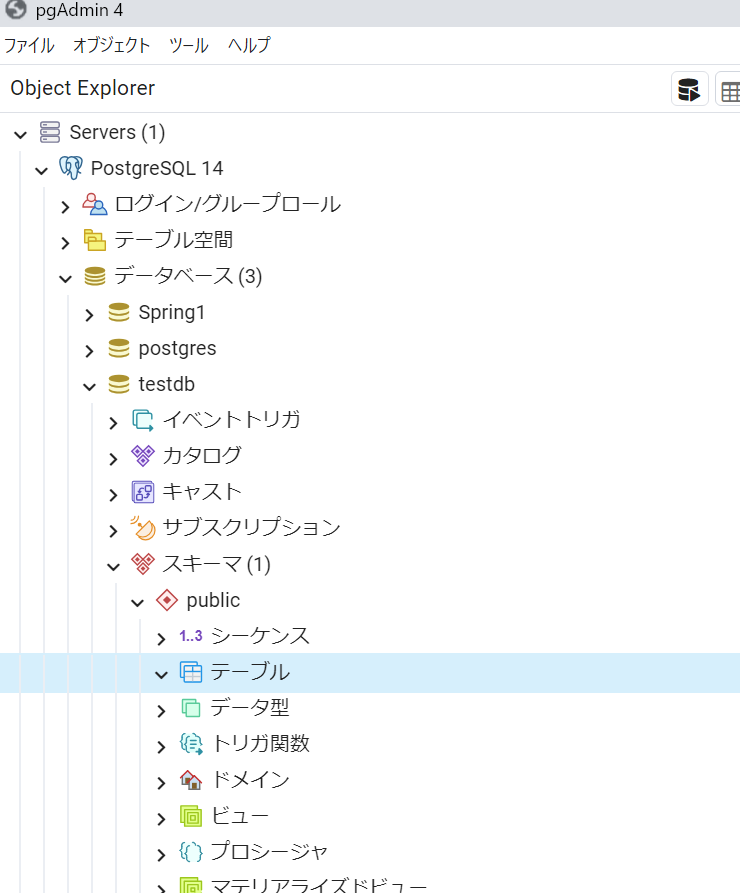 pgAdmin 4
ファイル オブジェクト ツール ヘルプ
Object Explorer
Servers (1)
PostgreSQL 14
ログイン/グループロール
テーブル空間
データベース (3)
Spring1
postgres
testdb
イベントトリガ
カタログ
キャスト
サブスクリプション
スキーマ (1)
public
1..3 シーケンス
テーブル
データ型
トリガ関数
ドメイン
ビュー
プロシージャ
マテリアライズドビュー